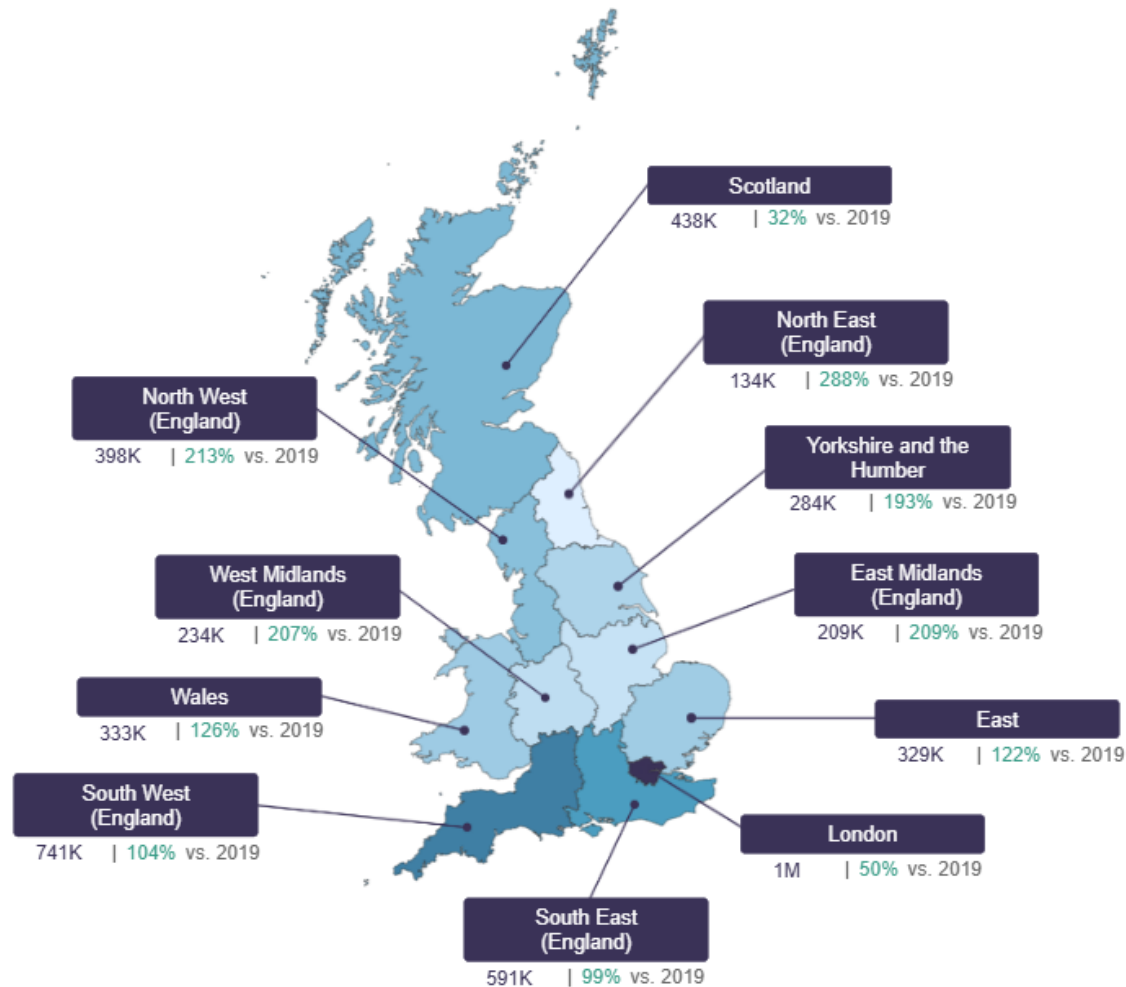 Scotland
438K | 32% vs. 2019
North East
(England)
134K | 288% vs. 2019
North West
(England)
398K | 213% vs. 2019
Yorkshire and the
Humber
284K | 193% vs. 2019
West Midlands
(England)
234K | 207% vs. 2019
East Midlands
(England)
209K | 209% vs. 2019
Wales
333K | 126% vs. 2019
East
329K | 122% vs. 2019
South West
(England)
741K | 104% vs. 2019
London
1M | 50% vs. 2019
South East
(England)
591K | 99% vs. 2019